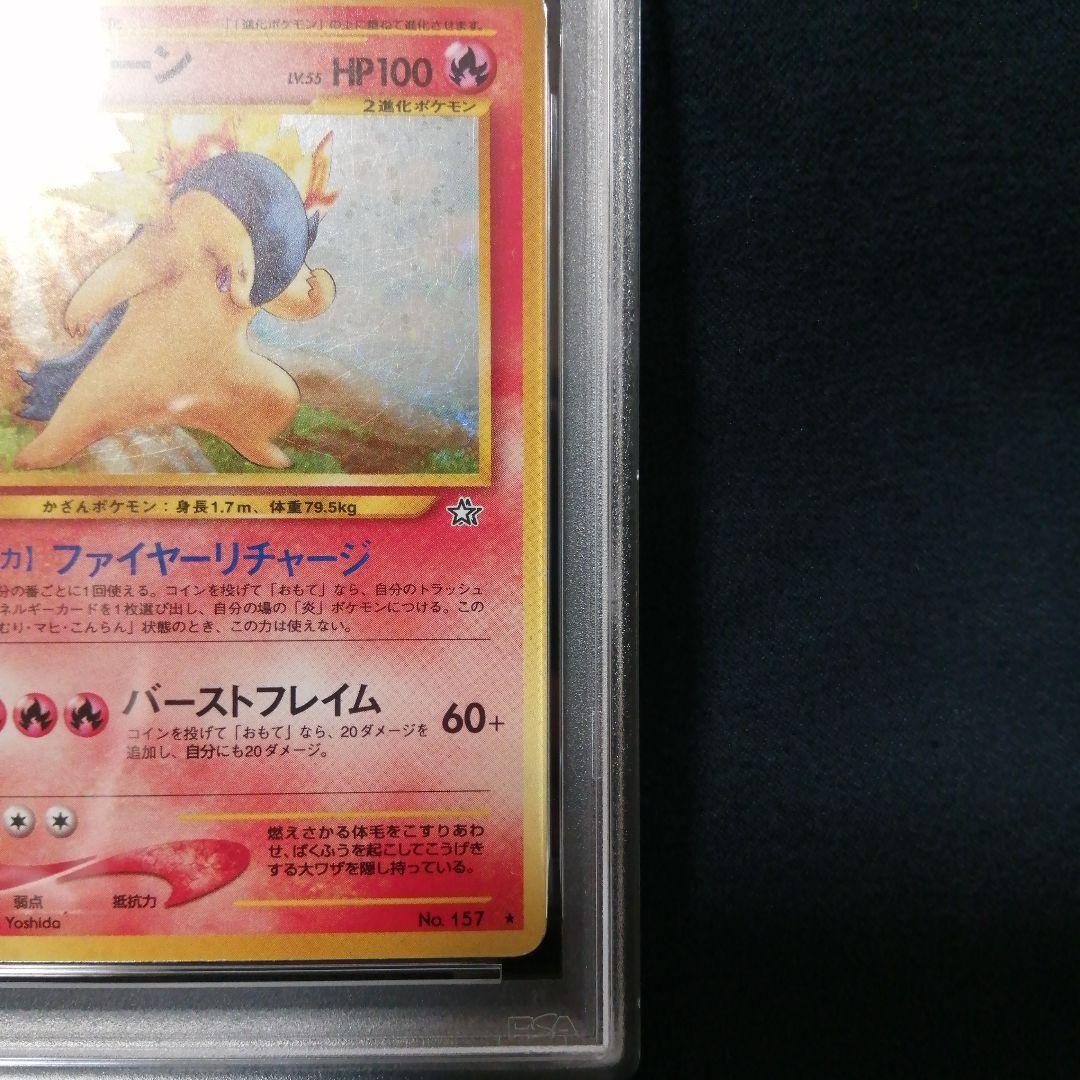 「1進化ポケモン」の上に重ねて進化させます。
ーン LV.55 HP100
2進化ポケモン
かざんポケモン：身長1.7m、体重79.5kg
力】ファイヤーリチャージ
分の番ごとに1回使える。コインを投げて「おもて」なら、自分のトラッシュ
ネルギーカードを1枚選び出し、自分の場の「炎」ポケモンにつける。この
むり・マヒ・こんらん」状態のとき、この力は使えない。
バーストフレイム 60+
コインを投げて「おもて」なら、20ダメージを
追加し、自分にも20ダメージ。
燃えさかる体毛をこすりあわ
せ、ばくふうを起こしてこうげき
する大ワザを隠し持っている。
弱点 抵抗力
Yoshida
No. 157 ★
PSA